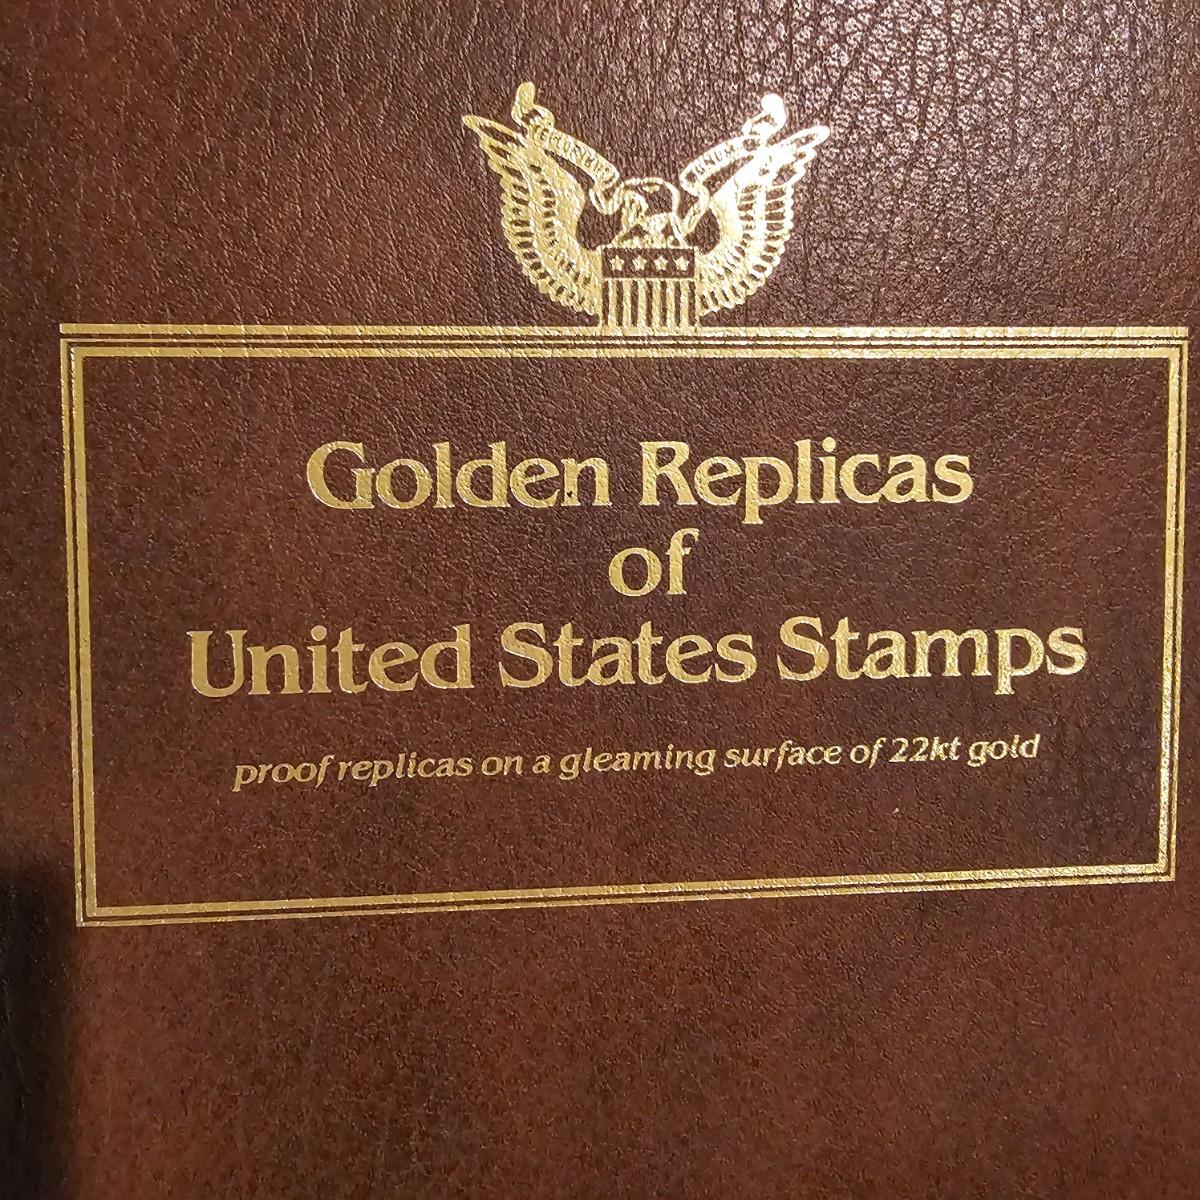 Golden Replicas
of
United States Stamps
proof replicas on a gleaming surface of 22kt gold